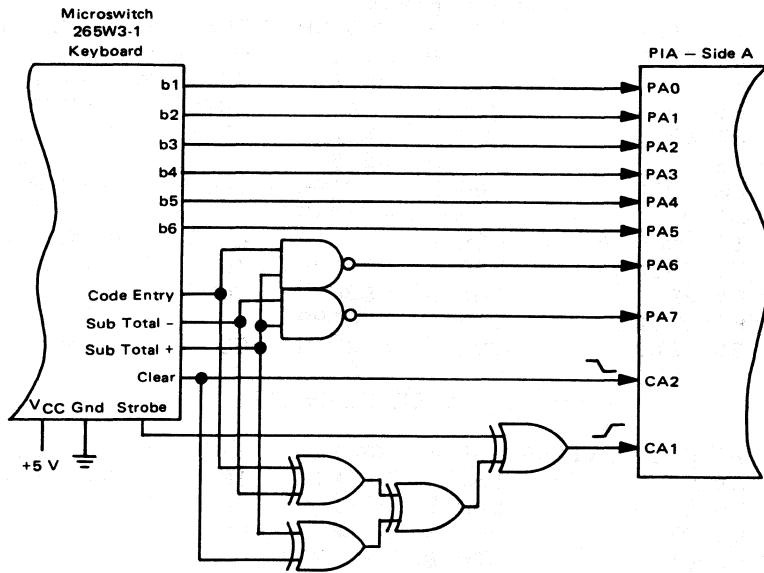 Microswitch
265W3-1
Keyboard
PIA – Side A
b1
PA0
b2
PA1
b3
PA2
b4
PA3
b5
PA4
b6
PA5
PA6
Code Entry
Sub Total -
PA7
Sub Total +
Clear
CA2
VCC Gnd Strobe
CA1
+5 V